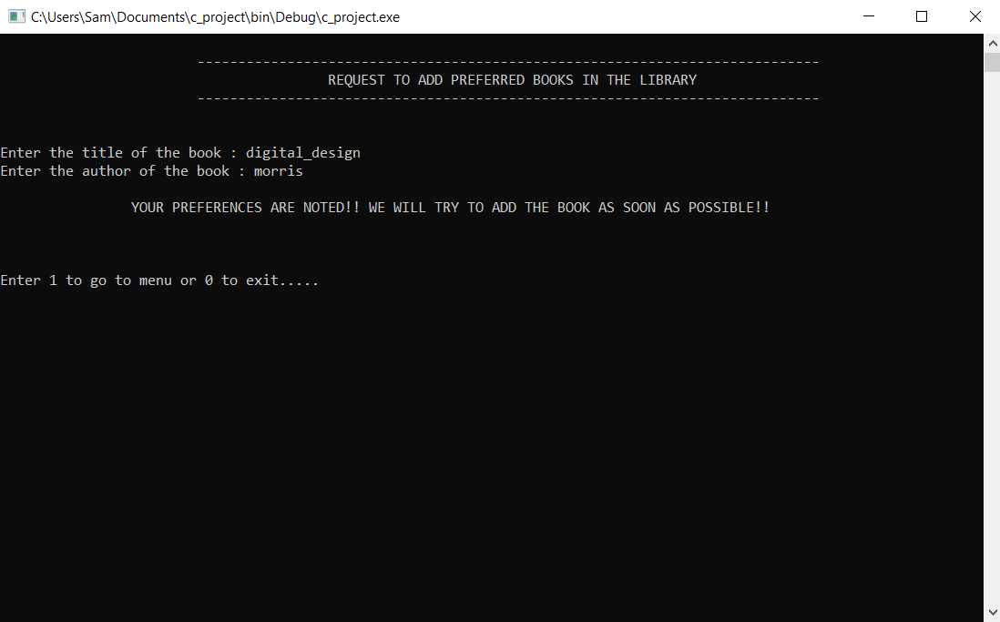 C:\Users\Sam\Documents\c_project\bin\Debug\c_project.exe
----------------------------------------------------------------------------
REQUEST TO ADD PREFERRED BOOKS IN THE LIBRARY
----------------------------------------------------------------------------
Enter the title of the book : digital_design
Enter the author of the book : morris
YOUR PREFERENCES ARE NOTED!! WE WILL TRY TO ADD THE BOOK AS SOON AS POSSIBLE!!
Enter 1 to go to menu or 0 to exit.....